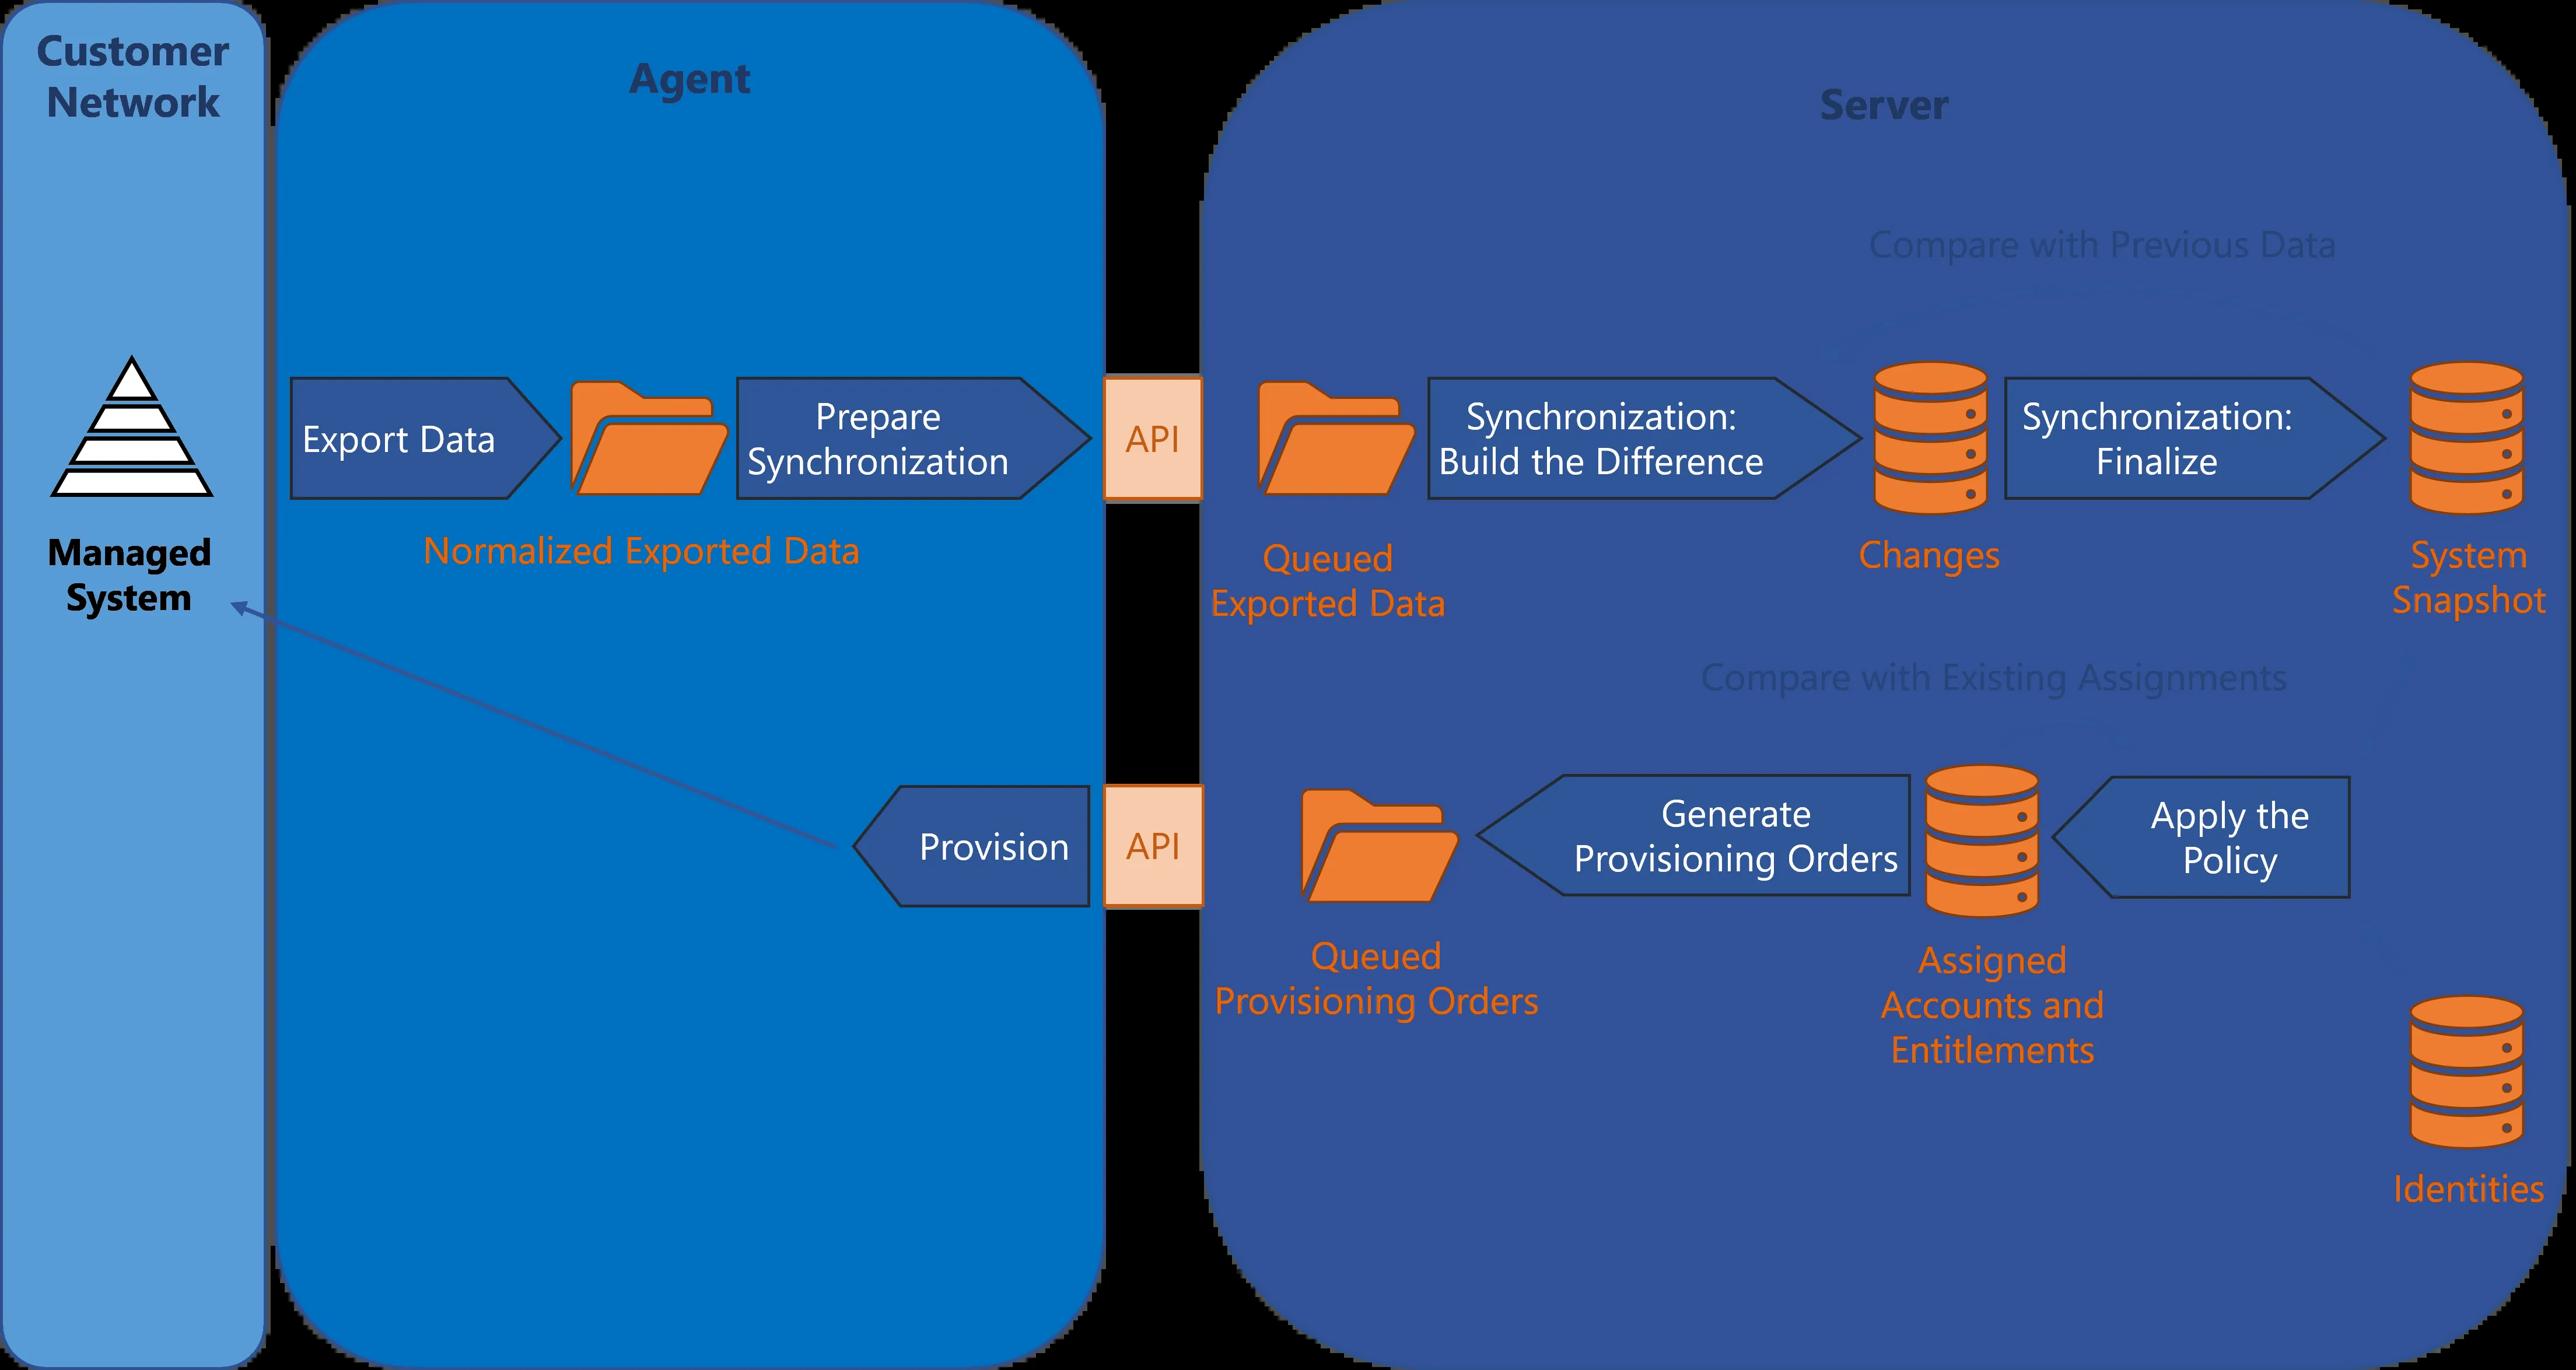 Customer
Network
Agent
Server
Compare with Previous Data
Managed
System
Export Data
Normalized Exported Data
Prepare
Synchronization
API
Queued
Exported Data
Synchronization:
Build the Difference
Changes
Synchronization:
Finalize
System
Snapshot
Compare with Existing Assignments
Provision
API
Queued
Provisioning Orders
Generate
Provisioning Orders
Assigned
Accounts and
Entitlements
Apply the
Policy
Identities